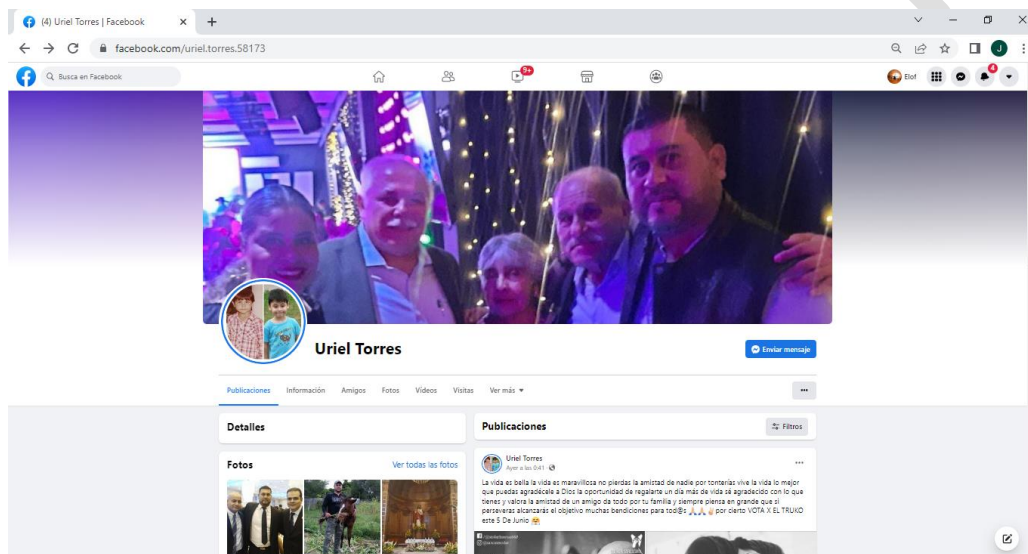 (4) Uriel Torres | Facebook
facebook.com/uriel.torres.58173
J
Busca en Facebook
9+
Elof
4
Uriel Torres
Enviar mensaje
Publicaciones Información Amigos Fotos Vídeos Visitas Ver más
Detalles
Fotos
Ver todas las fotos
Publicaciones
Filtros
Uriel Torres
Ayer a las 0:41
La vida es bella la vida es maravillosa no pierdas la amistad de nadie por tonterías vive la vida lo mejor
que puedas agradécele a Dios la oportunidad de regalarte un día más de vida sé agradecido con lo que
tienes y valora la amistad de un amigo da todo por tu familia y siempre piensa en grande que si
perseveras alcanzarás el objetivo muchas bendiciones para tod@s 🙏🙏✌ por cierto VOTA X EL TRUKO
este 5 De Junio 🤗